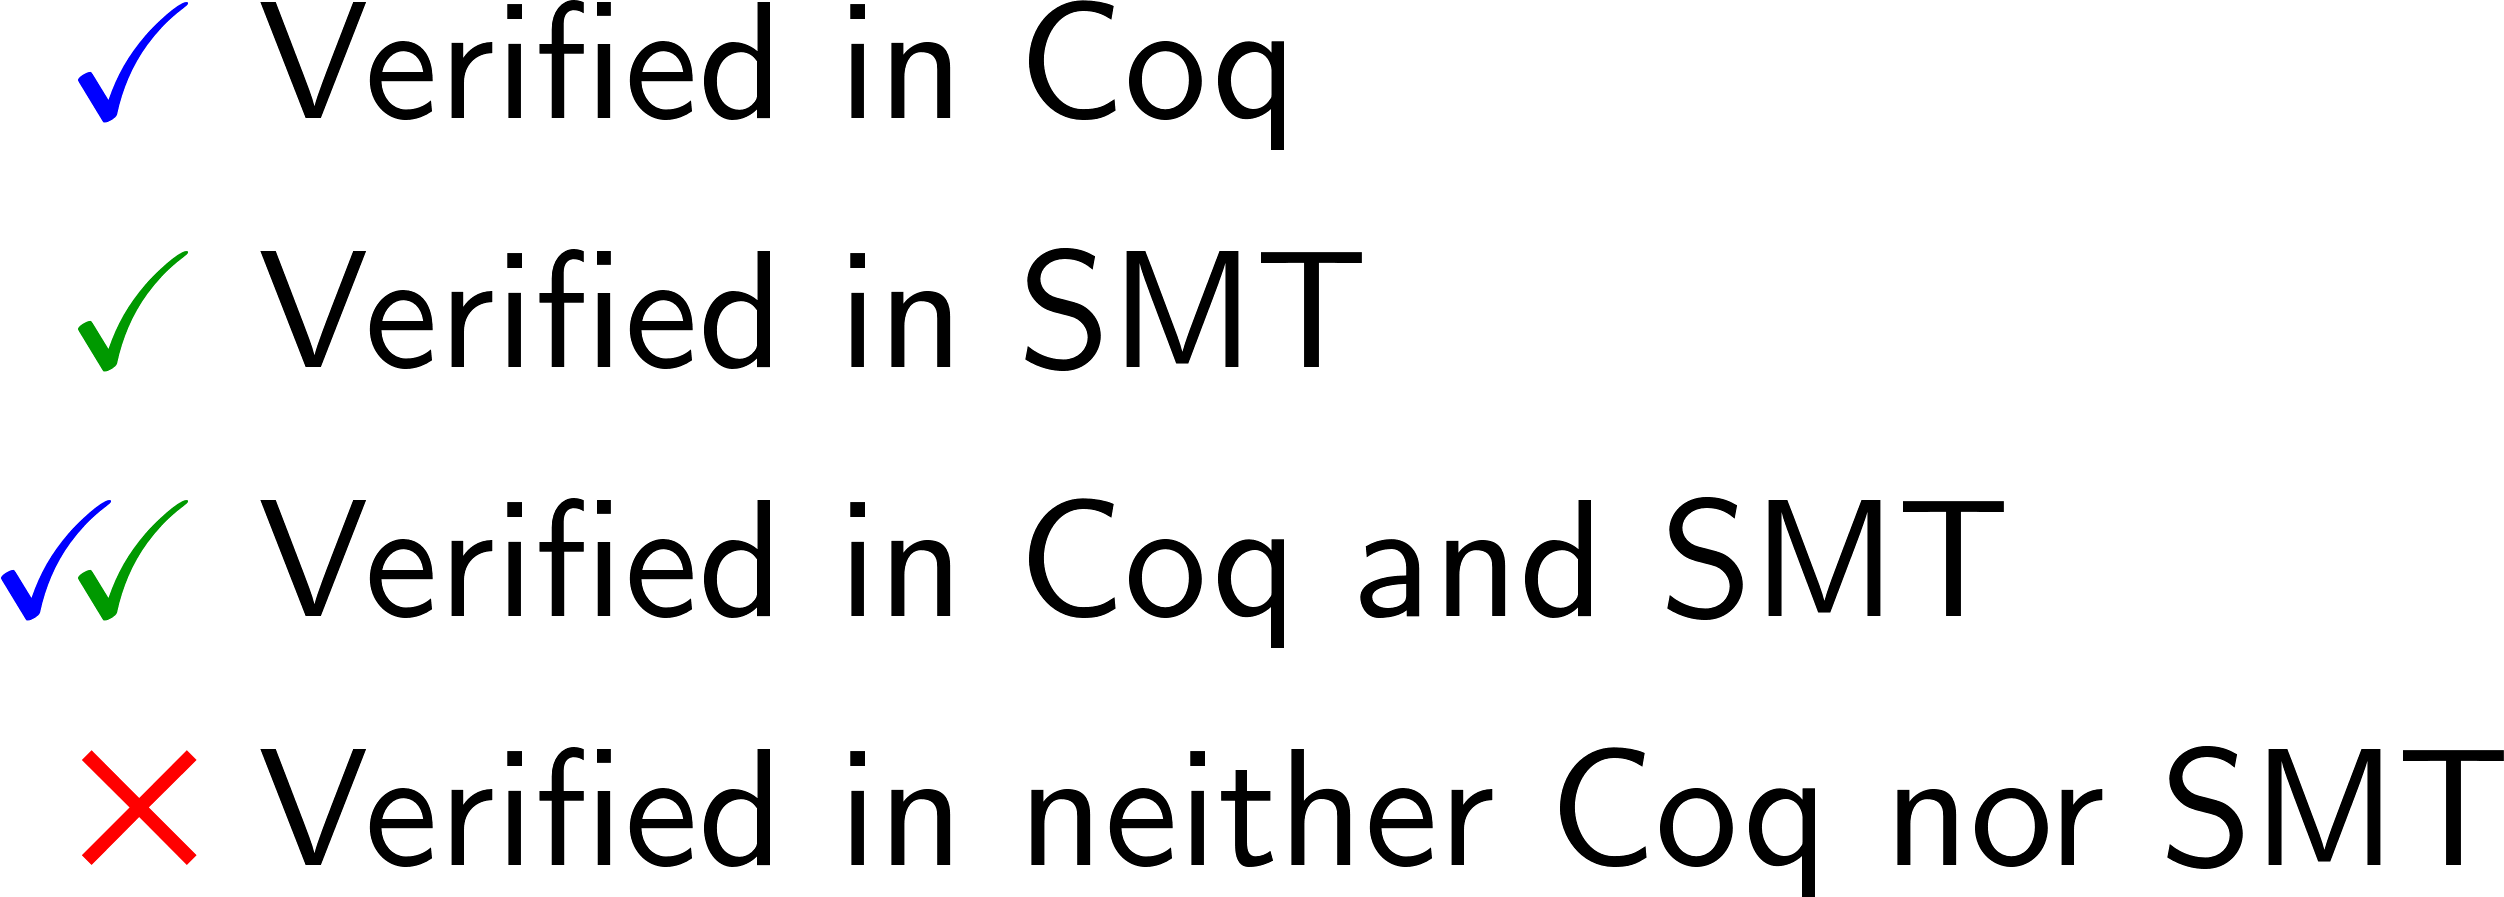 ✓ Verified in Coq
✓ Verified in SMT
✓✓ Verified in Coq and SMT
✕ Verified in neither Coq nor SMT